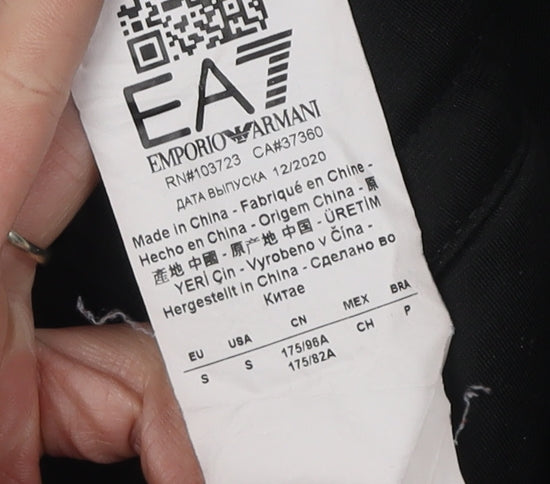 EA7
EMPORIO ARMANI
RN#103723 CA#37360
ДАТА ВЫПУСКА 12/2020
Made in China - Fabriqué en Chine -
Hecho en China - Origem China - 原
產地 中國 - 原产地 中国 - ÜRETİM
YERİ Çin - Vyrobeno v Čína -
Hergestellt in China - Сделано во
Китае
EU USA CN MEX BRA
S S 175/96A CH P
175/82A